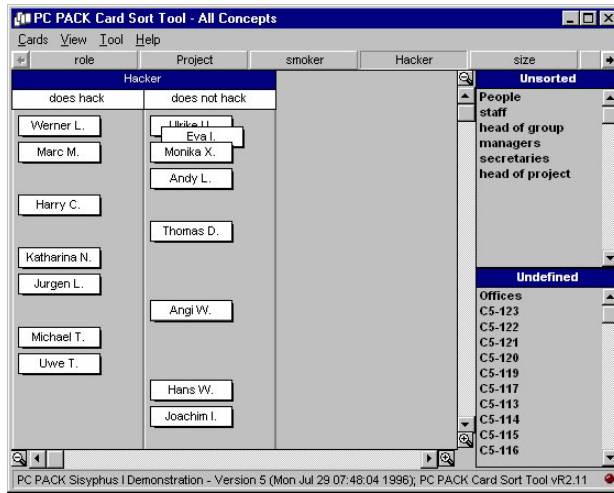 PC PACK Card Sort Tool - All Concepts
Cards View Tool Help
role Project smoker Hacker size
Hacker
does hack does not hack
Werner L.
Marc M.
Harry C.
Katharina N.
Jurgen L.
Michael T.
Uwe T.
Ulrike U.
Eva I.
Monika X.
Andy L.
Thomas D.
Angi W.
Hans W.
Joachim I.
Unsorted
People
staff
head of group
managers
secretaries
head of project
Undefined
Offices
C5-123
C5-122
C5-121
C5-120
C5-119
C5-117
C5-113
C5-114
C5-115
C5-116
PC PACK Sisyphus I Demonstration - Version 5 (Mon Jul 29 07:48:04 1996); PC PACK Card Sort Tool vR2.11